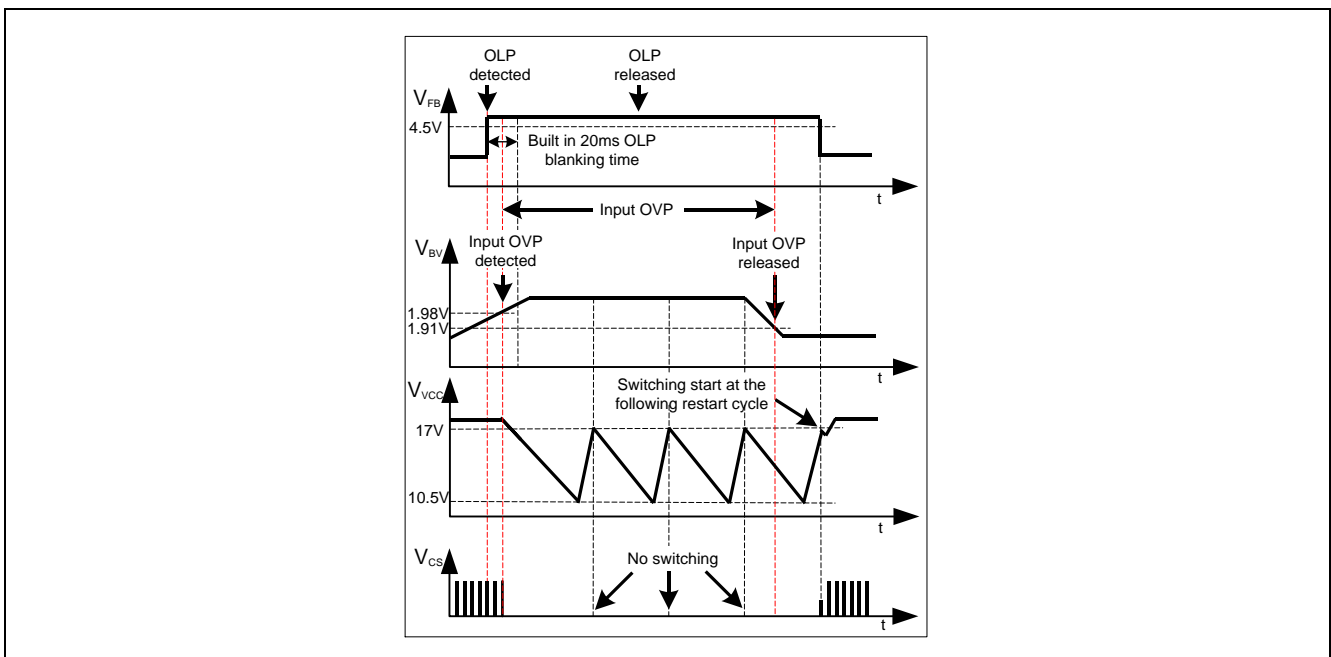 OLP
detected
OLP
released
VFB
4.5V
Built in 20ms OLP
blanking time
t
Input OVP
VBV
Input OVP
detected
Input OVP
released
1.98V
1.91V
t
VVCC
Switching start at the
following restart cycle
17V
10.5V
t
VCS
No switching
t